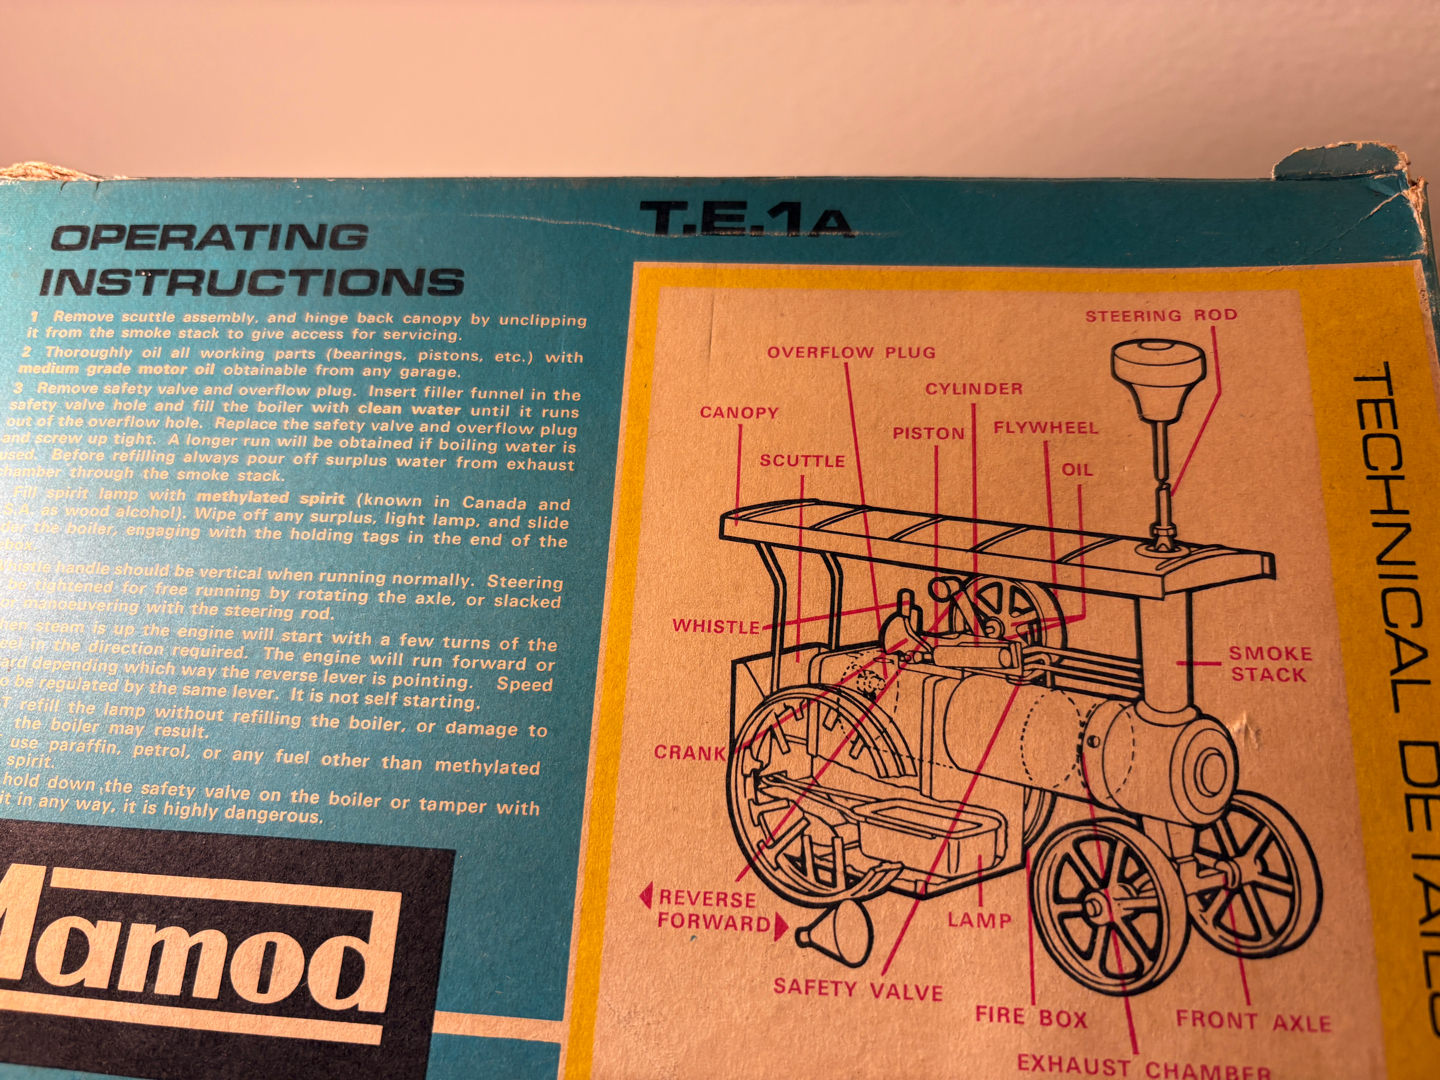 T.E.1A
OPERATING
INSTRUCTIONS
1 Remove scuttle assembly, and hinge back canopy by unclipping
it from the smoke stack to give access for servicing.
2 Thoroughly oil all working parts (bearings, pistons, etc.) with
medium grade motor oil obtainable from any garage.
3 Remove safety valve and overflow plug. Insert filler funnel in the
safety valve hole and fill the boiler with clean water until it runs
out of the overflow hole. Replace the safety valve and overflow plug
and screw up tight. A longer run will be obtained if boiling water is
used. Before refilling always pour off surplus water from exhaust
chamber through the smoke stack.
Fill spirit lamp with methylated spirit (known in Canada and
as wood alcohol). Wipe off any surplus, light lamp, and slide
the boiler, engaging with the holding tags in the end of the
box.
Whistle handle should be vertical when running normally. Steering
be tightened for free running by rotating the axle, or slacked
manoeuvering with the steering rod.
steam is up the engine will start with a few turns of the
in the direction required. The engine will run forward or
depending which way the reverse lever is pointing. Speed
be regulated by the same lever. It is not self starting.
refill the lamp without refilling the boiler, or damage to
the boiler may result.
use paraffin, petrol, or any fuel other than methylated
spirit.
hold down the safety valve on the boiler or tamper with
it in any way, it is highly dangerous.
Mamod
STEERING ROD
OVERFLOW PLUG
CYLINDER
CANOPY
PISTON
FLYWHEEL
SCUTTLE
OIL
WHISTLE
SMOKE
STACK
CRANK
REVERSE
FORWARD
LAMP
SAFETY VALVE
FIRE BOX
FRONT AXLE
EXHAUST CHAMBER
TECHNICAL DETAILS